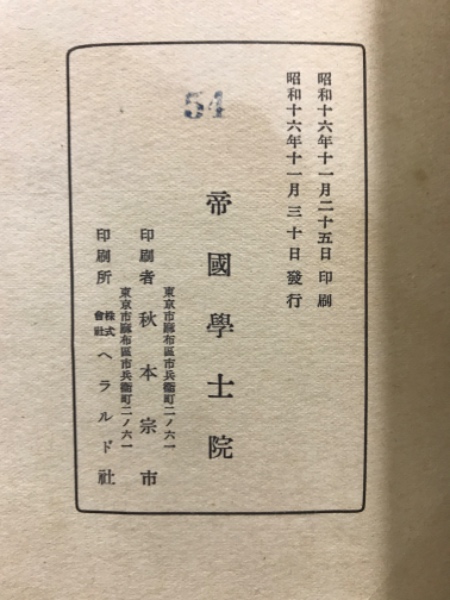 昭和十六年十一月二十五日印刷
昭和十六年十一月三十日發行
54
帝國學士院
東京市麻布區市兵衞町二ノ六一
印刷者 秋本宗市
東京市麻布區市兵衞町二ノ六一
印刷所 株式會社 ヘラルド社